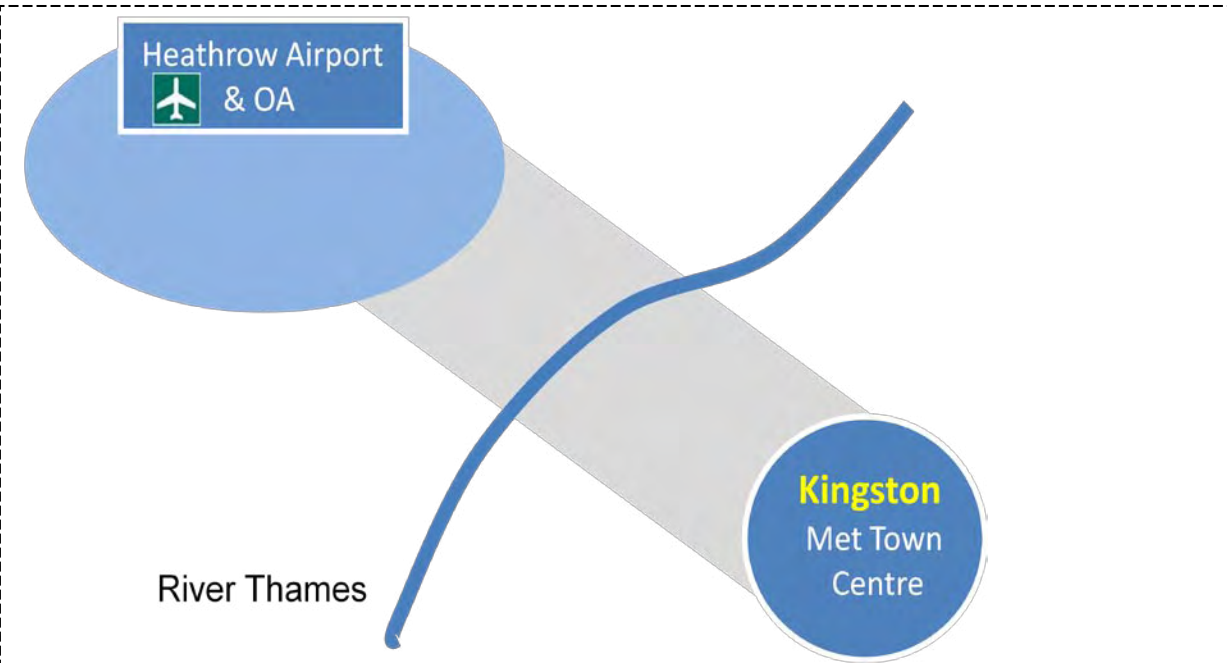 Heathrow Airport
& OA
River Thames
Kingston
Met Town
Centre